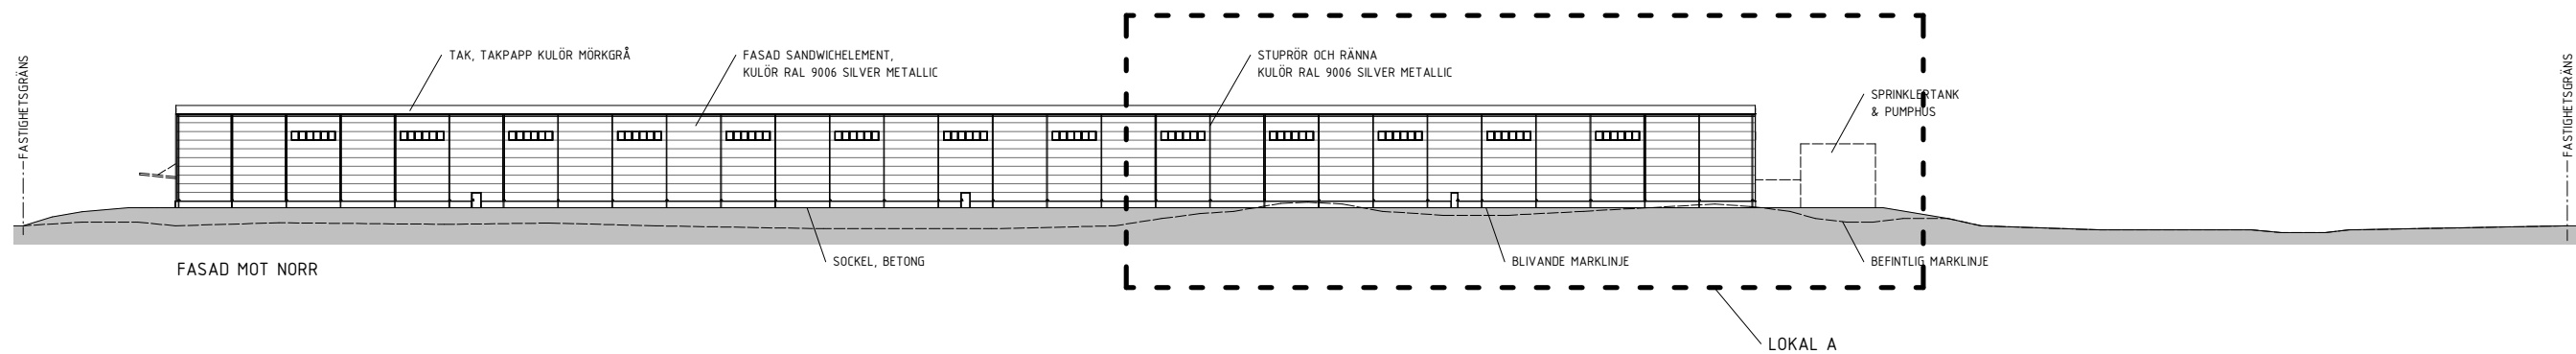 FASTIGHETSGRÄNS
TAK, TAKPAPP KULÖR MÖRKGRÅ
FASAD SANDWICHELEMENT,
KULÖR RAL 9006 SILVER METALLIC
STUPRÖR OCH RÄNNA
KULÖR RAL 9006 SILVER METALLIC
SPRINKLERTANK
& PUMPHUS
FASTIGHETSGRÄNS
SOCKEL, BETONG
BLIVANDE MARKLINJE
BEFINTLIG MARKLINJE
FASAD MOT NORR
LOKAL A